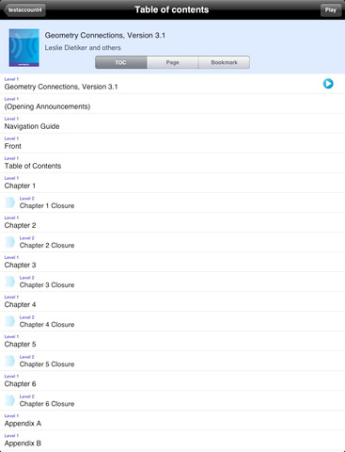 testaccount4
Table of contents
Play
Geometry Connections, Version 3.1
Leslie Dietiker and others
TOC
Page
Bookmark
Level 1
Geometry Connections, Version 3.1
Level 1
(Opening Announcements)
Level 1
Navigation Guide
Level 1
Front
Level 1
Table of Contents
Level 1
Chapter 1
Level 2
Chapter 1 Closure
Level 1
Chapter 2
Level 2
Chapter 2 Closure
Level 1
Chapter 3
Level 2
Chapter 3 Closure
Level 1
Chapter 4
Level 2
Chapter 4 Closure
Level 1
Chapter 5
Level 2
Chapter 5 Closure
Level 1
Chapter 6
Level 2
Chapter 6 Closure
Level 1
Appendix A
Level 1
Appendix B